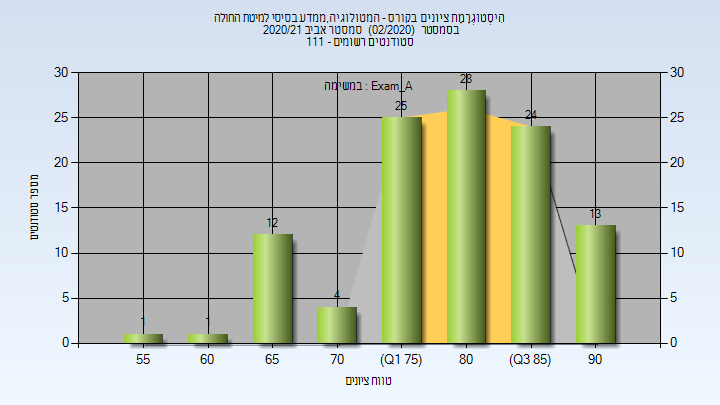 הִיסְטוֹגְרָמַת ציונים בקורס - המטולוגיה,ממדע בסיסי למיטת החולה
בסמסטר (02/2020) סמסטר אביב 2020/21
סטודנטים רשומים - 111
במשימה : Exam_A
מספר סטודנטים
30 30
25 25
20 20
15 15
10 10
5 5
0 0
1 1 12 4 25 28 24 13
55 60 65 70 (Q1 75) 80 (Q3 85) 90
טווח ציונים